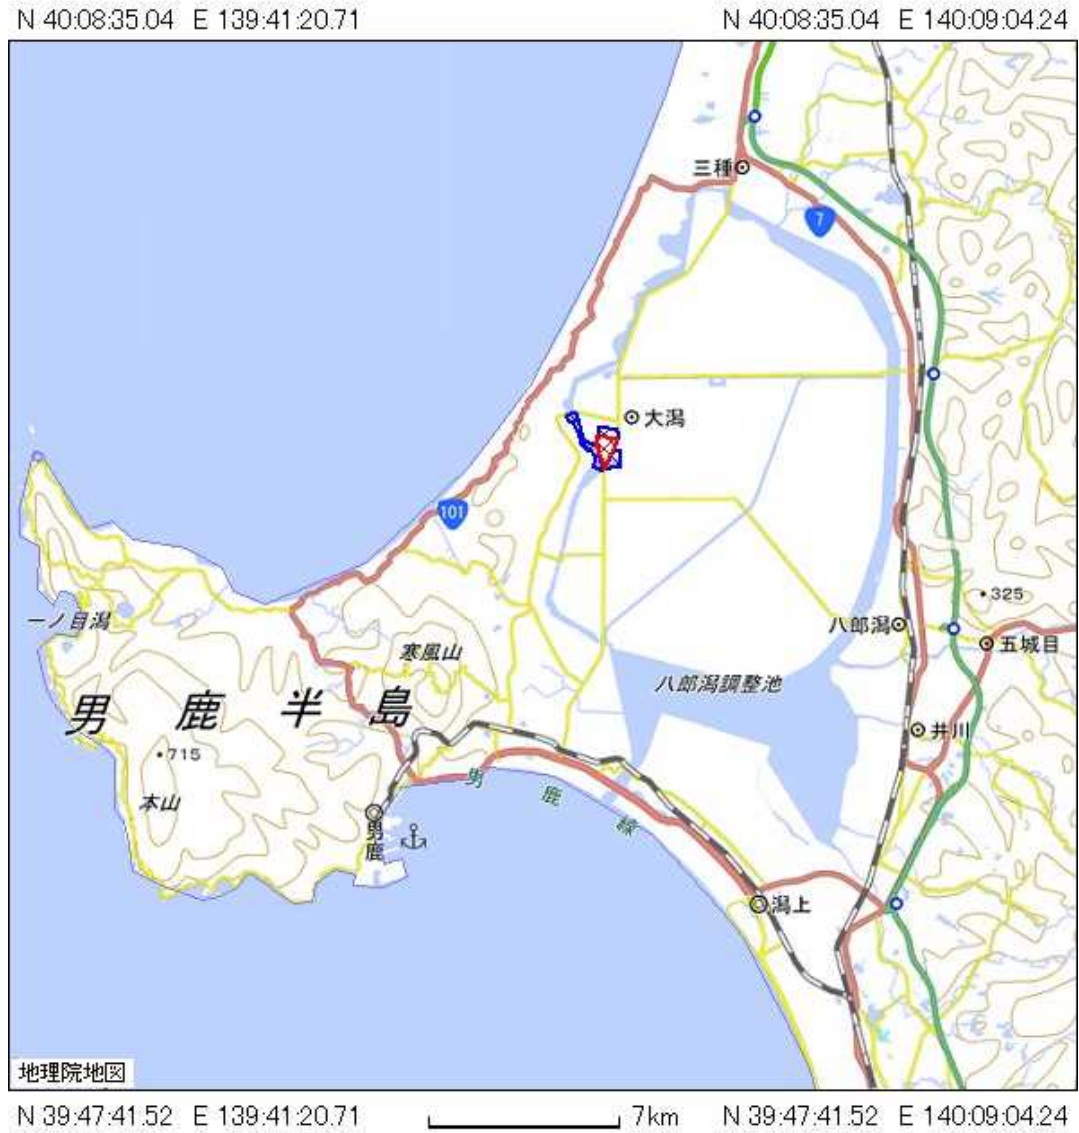 N 40:08:35.04 E 139:41:20.71
N 40:08:35.04 E 140:09:04.24
三種
7
大潟
101
一ノ目潟
寒風山
男鹿半島
・325
八郎潟
五城目
八郎潟調整池
井川
・715
本山
男鹿線
男鹿
潟上
地理院地図
N 39:47:41.52 E 139:41:20.71
7km
N 39:47:41.52 E 140:09:04.24